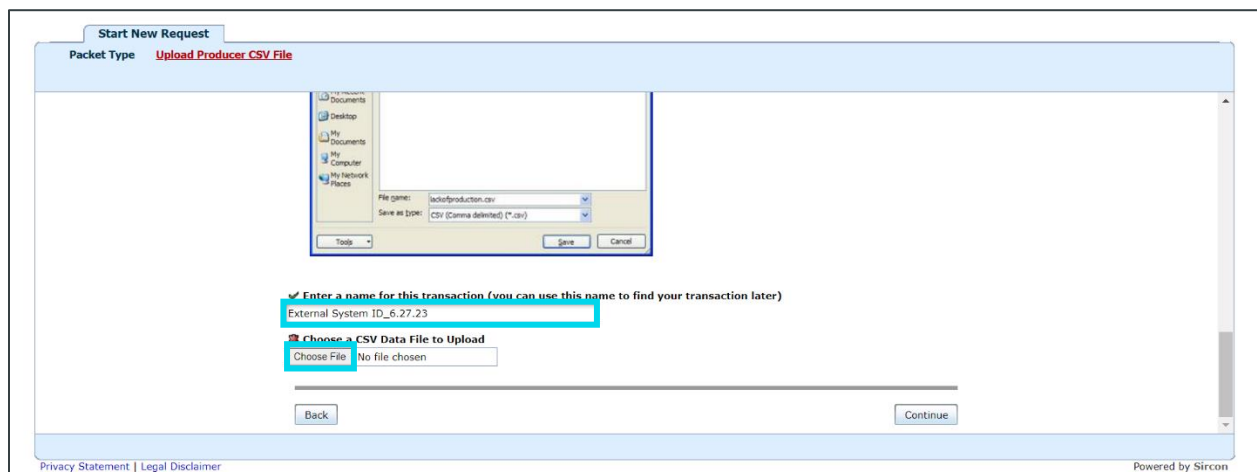 Start New Request
Packet Type Upload Producer CSV File
Documents
Desktop
My Documents
My Computer
My Network Places
File name: lackofproduction.csv
Save as type: CSV (Comma delimited) (*.csv)
Tools Save Cancel
Enter a name for this transaction (you can use this name to find your transaction later)
External System ID_6.27.23
Choose a CSV Data File to Upload
Choose File No file chosen
Back Continue
Privacy Statement | Legal Disclaimer Powered by Sircon